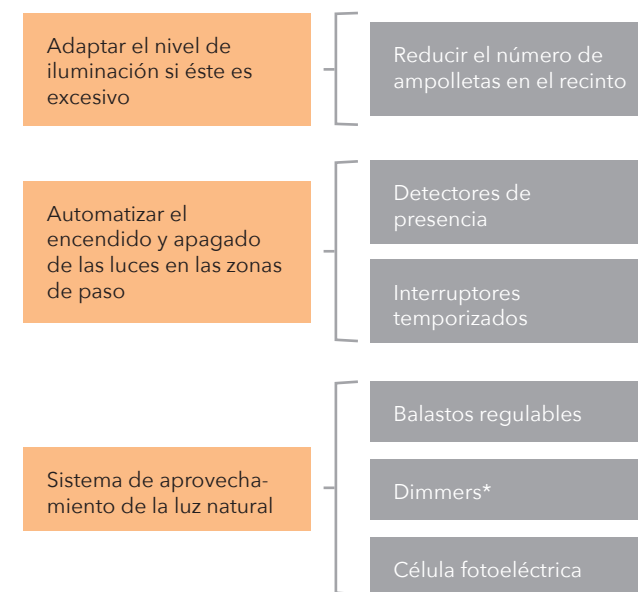 Adaptar el nivel de
iluminación si éste es
excesivo
Reducir el número de
ampolletas en el recinto
Automatizar el
encendido y apagado
de las luces en las zonas
de paso
Detectores de
presencia
Interruptores
temporizados
Sistema de aprovecha-
miento de la luz natural
Balastos regulables
Dimmers*
Célula fotoeléctrica